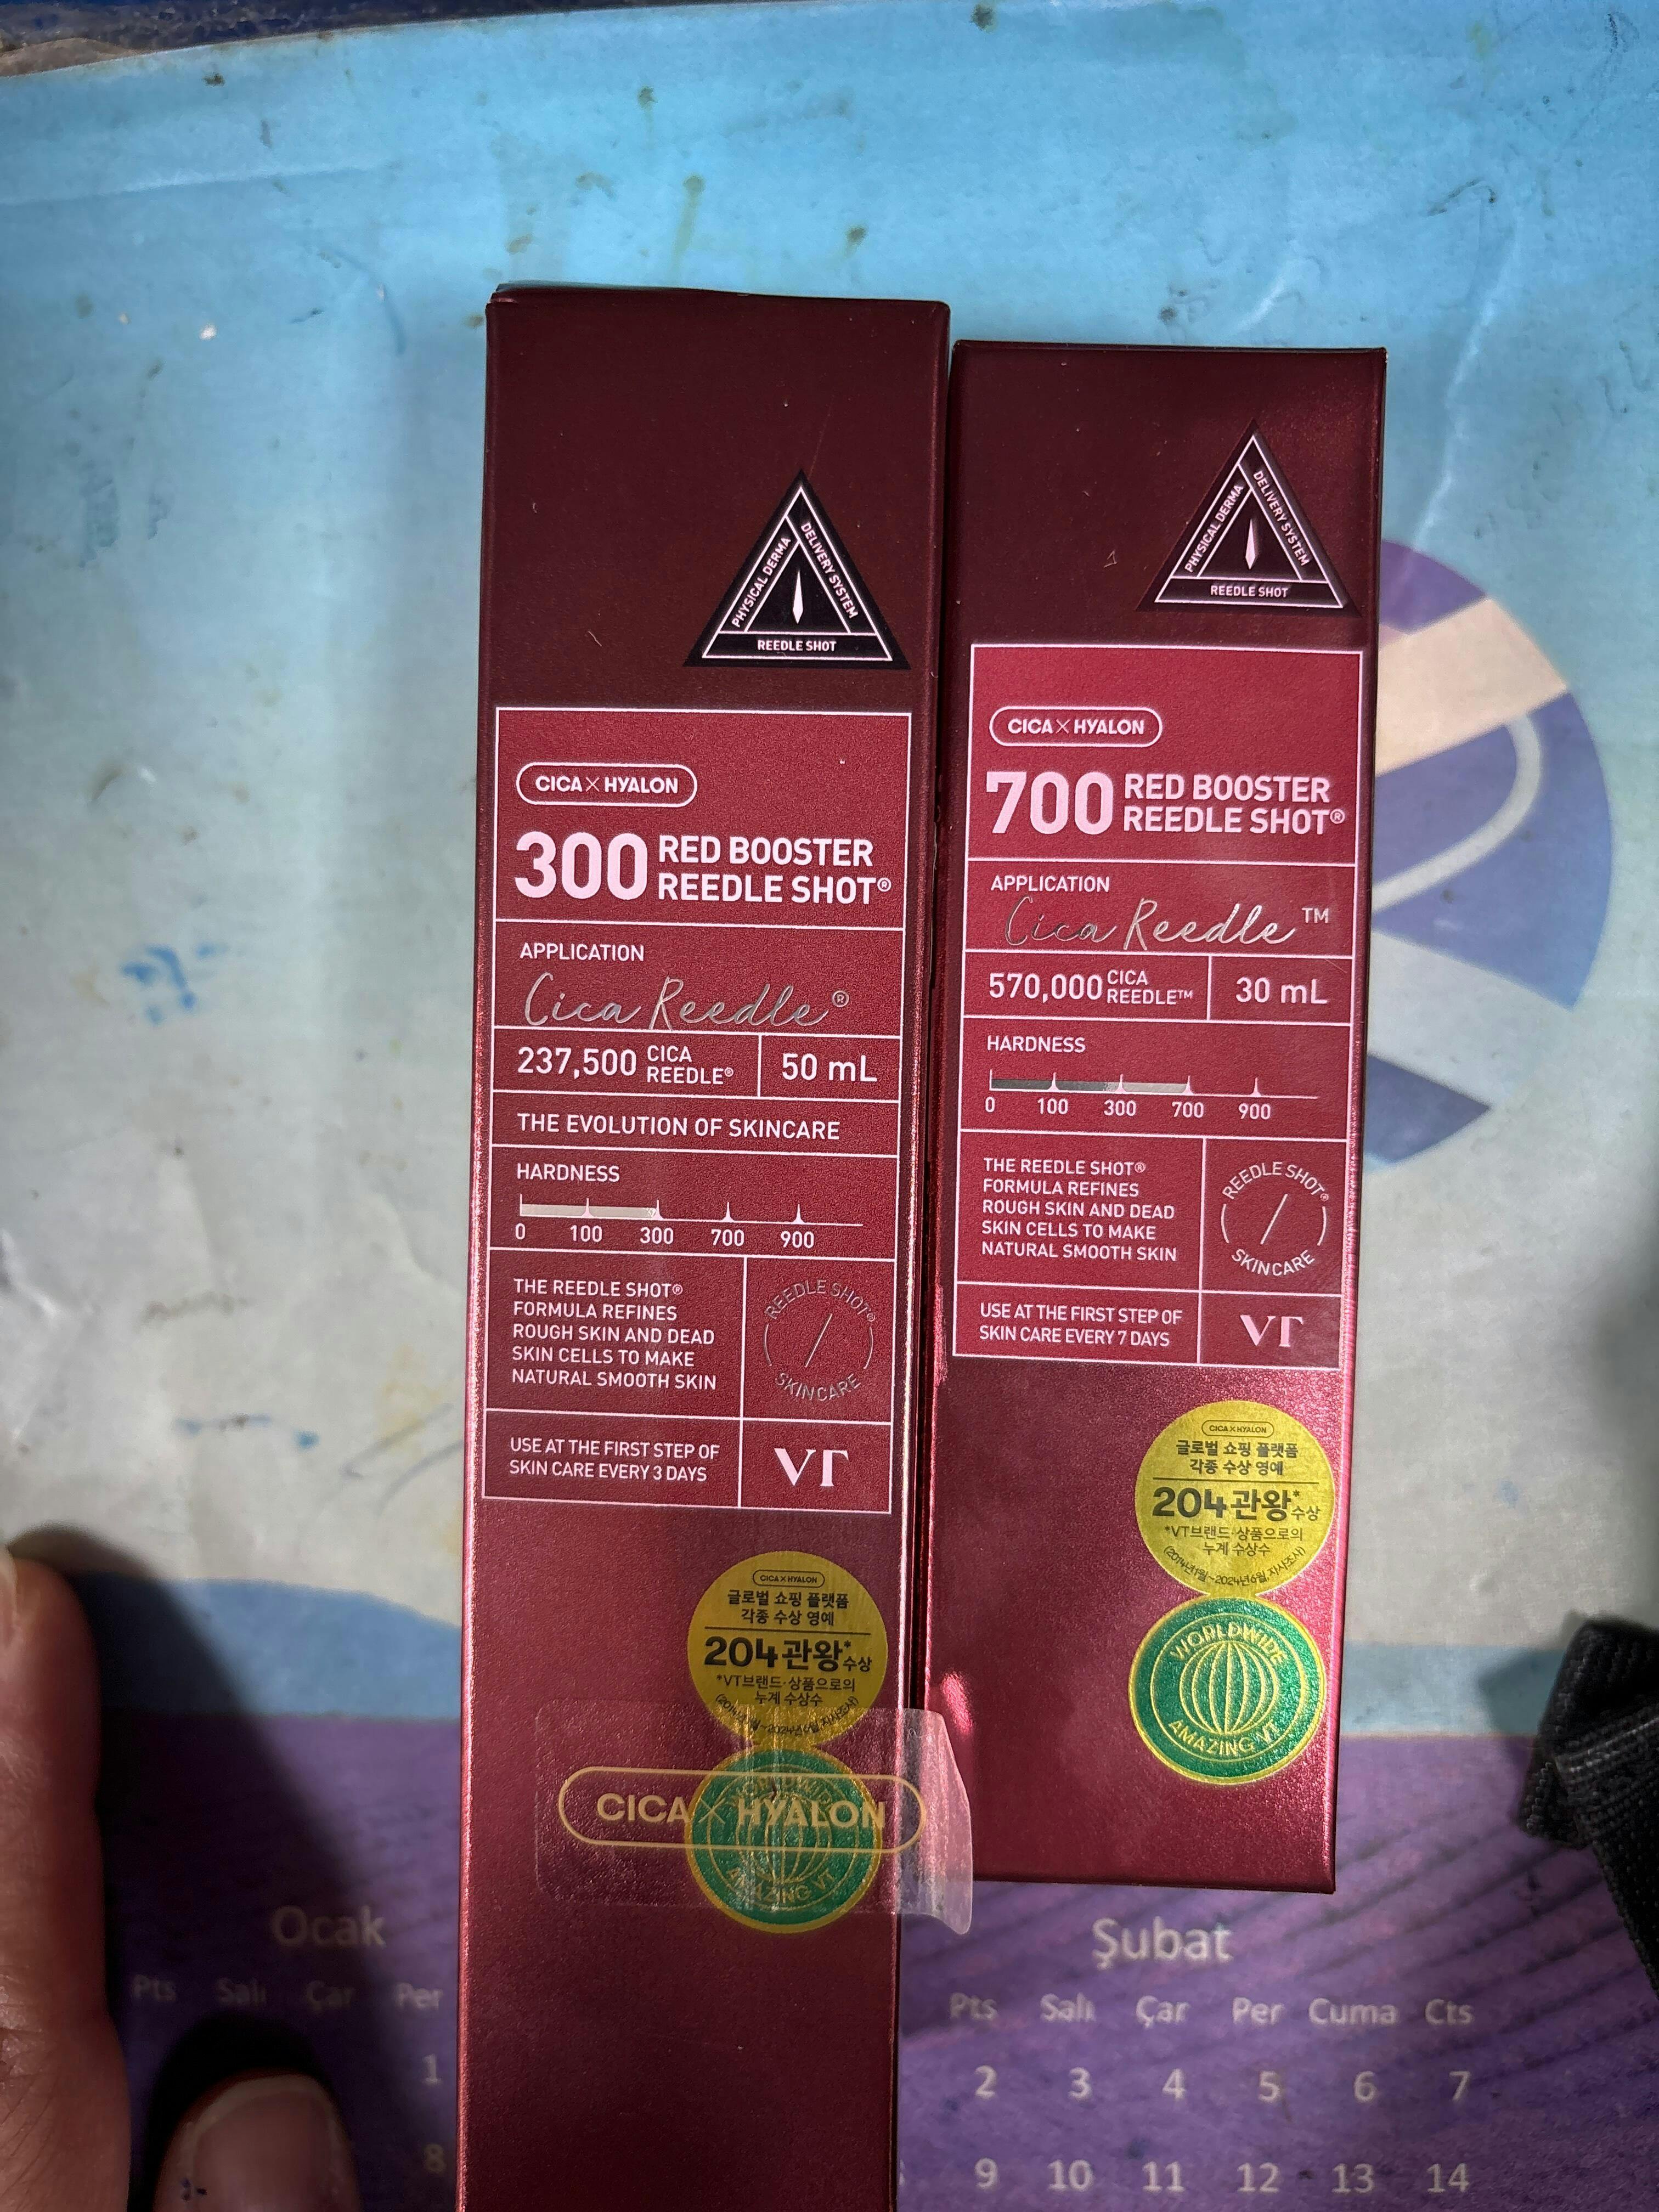 PHYSICAL DERMA
DELIVERY SYSTEM
REEDLE SHOT
CICA X HYALON
300 RED BOOSTER
REEDLE SHOT®
APPLICATION
Cica Reedle®
237,500 CICA
REEDLE®
50 mL
THE EVOLUTION OF SKINCARE
HARDNESS
0 100 300 700 900
THE REEDLE SHOT®
FORMULA REFINES
ROUGH SKIN AND DEAD
SKIN CELLS TO MAKE
NATURAL SMOOTH SKIN
REEDLE SHOT®
SKINCARE
USE AT THE FIRST STEP OF
SKIN CARE EVERY 3 DAYS
VT
CICA X HYALON
글로벌 쇼핑 플랫폼
각종 수상 영예
204관왕*수상
*VT브랜드·상품으로의
누계 수상수
CICA X HYALON
WORLDWIDE
AMAZING VT
PHYSICAL DERMA
DELIVERY SYSTEM
REEDLE SHOT
CICA X HYALON
700 RED BOOSTER
REEDLE SHOT®
APPLICATION
Cica Reedle™
570,000 CICA
REEDLE™
30 mL
HARDNESS
0 100 300 700 900
THE REEDLE SHOT®
FORMULA REFINES
ROUGH SKIN AND DEAD
SKIN CELLS TO MAKE
NATURAL SMOOTH SKIN
REEDLE SHOT®
SKINCARE
USE AT THE FIRST STEP OF
SKIN CARE EVERY 7 DAYS
VT
CICA X HYALON
글로벌 쇼핑 플랫폼
각종 수상 영예
204관왕*수상
*VT브랜드·상품으로의
누계 수상수
WORLDWIDE
AMAZING VT
Ocak
Pts Salı Çar Per
1
8
Şubat
Pts Salı Çar Per Cuma Cts
2 3 4 5 6 7
9 10 11 12 13 14